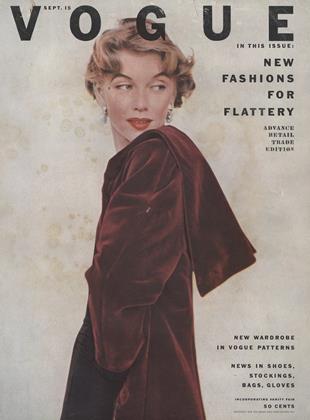 SEPT. 15
VOGUE
IN THIS ISSUE:
NEW
FASHIONS
FOR
FLATTERY
ADVANCE
RETAIL
TRADE
EDITION
NEW WARDROBE
IN VOGUE PATTERNS
NEWS IN SHOES,
STOCKINGS,
BAGS, GLOVES
INCORPORATING VANITY FAIR
50 CENTS